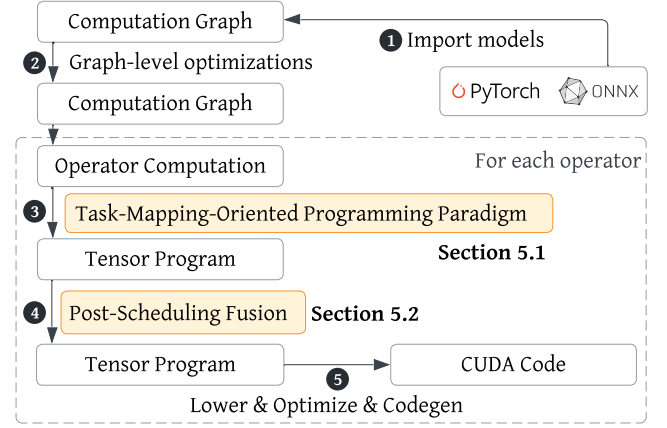 Computation Graph
1 Import models
2 Graph-level optimizations
PyTorch ONNX
Computation Graph
Operator Computation
For each operator
3 Task-Mapping-Oriented Programming Paradigm
Section 5.1
Tensor Program
4 Post-Scheduling Fusion Section 5.2
Tensor Program
5
CUDA Code
Lower & Optimize & Codegen